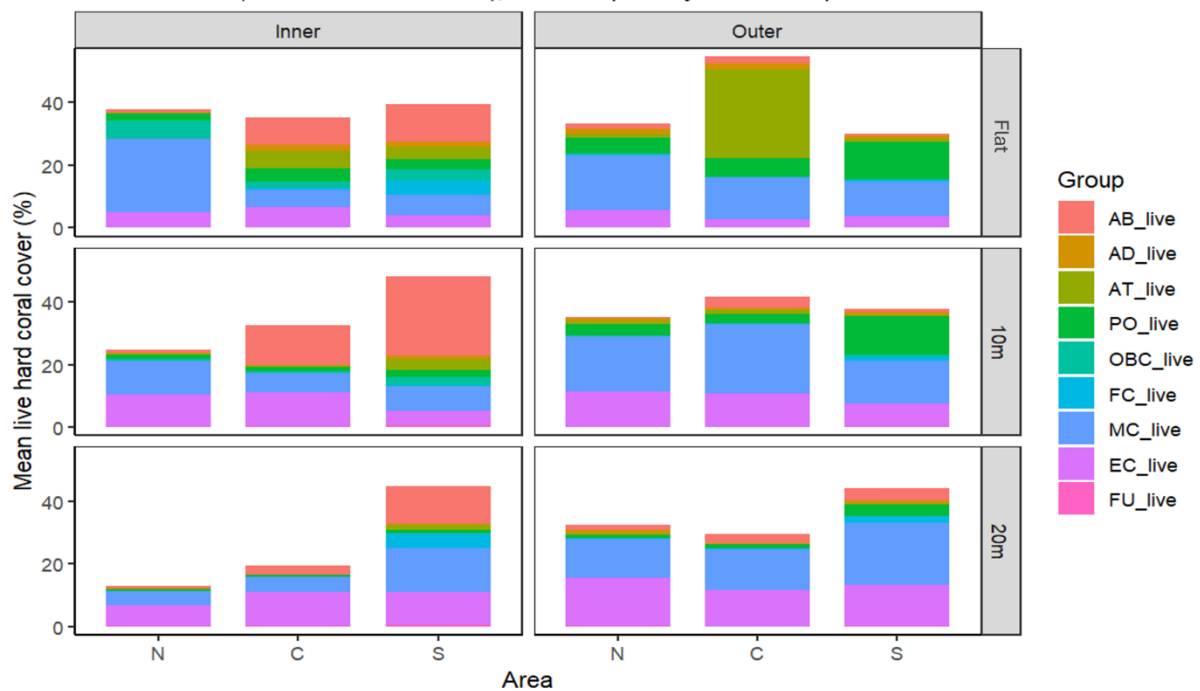 Inner
Outer
Mean live hard coral cover (%)
40
20
0
Flat
40
20
0
10m
40
20
0
20m
N
C
S
N
C
S
Area
Group
AB_live
AD_live
AT_live
PO_live
OBC_live
FC_live
MC_live
EC_live
FU_live